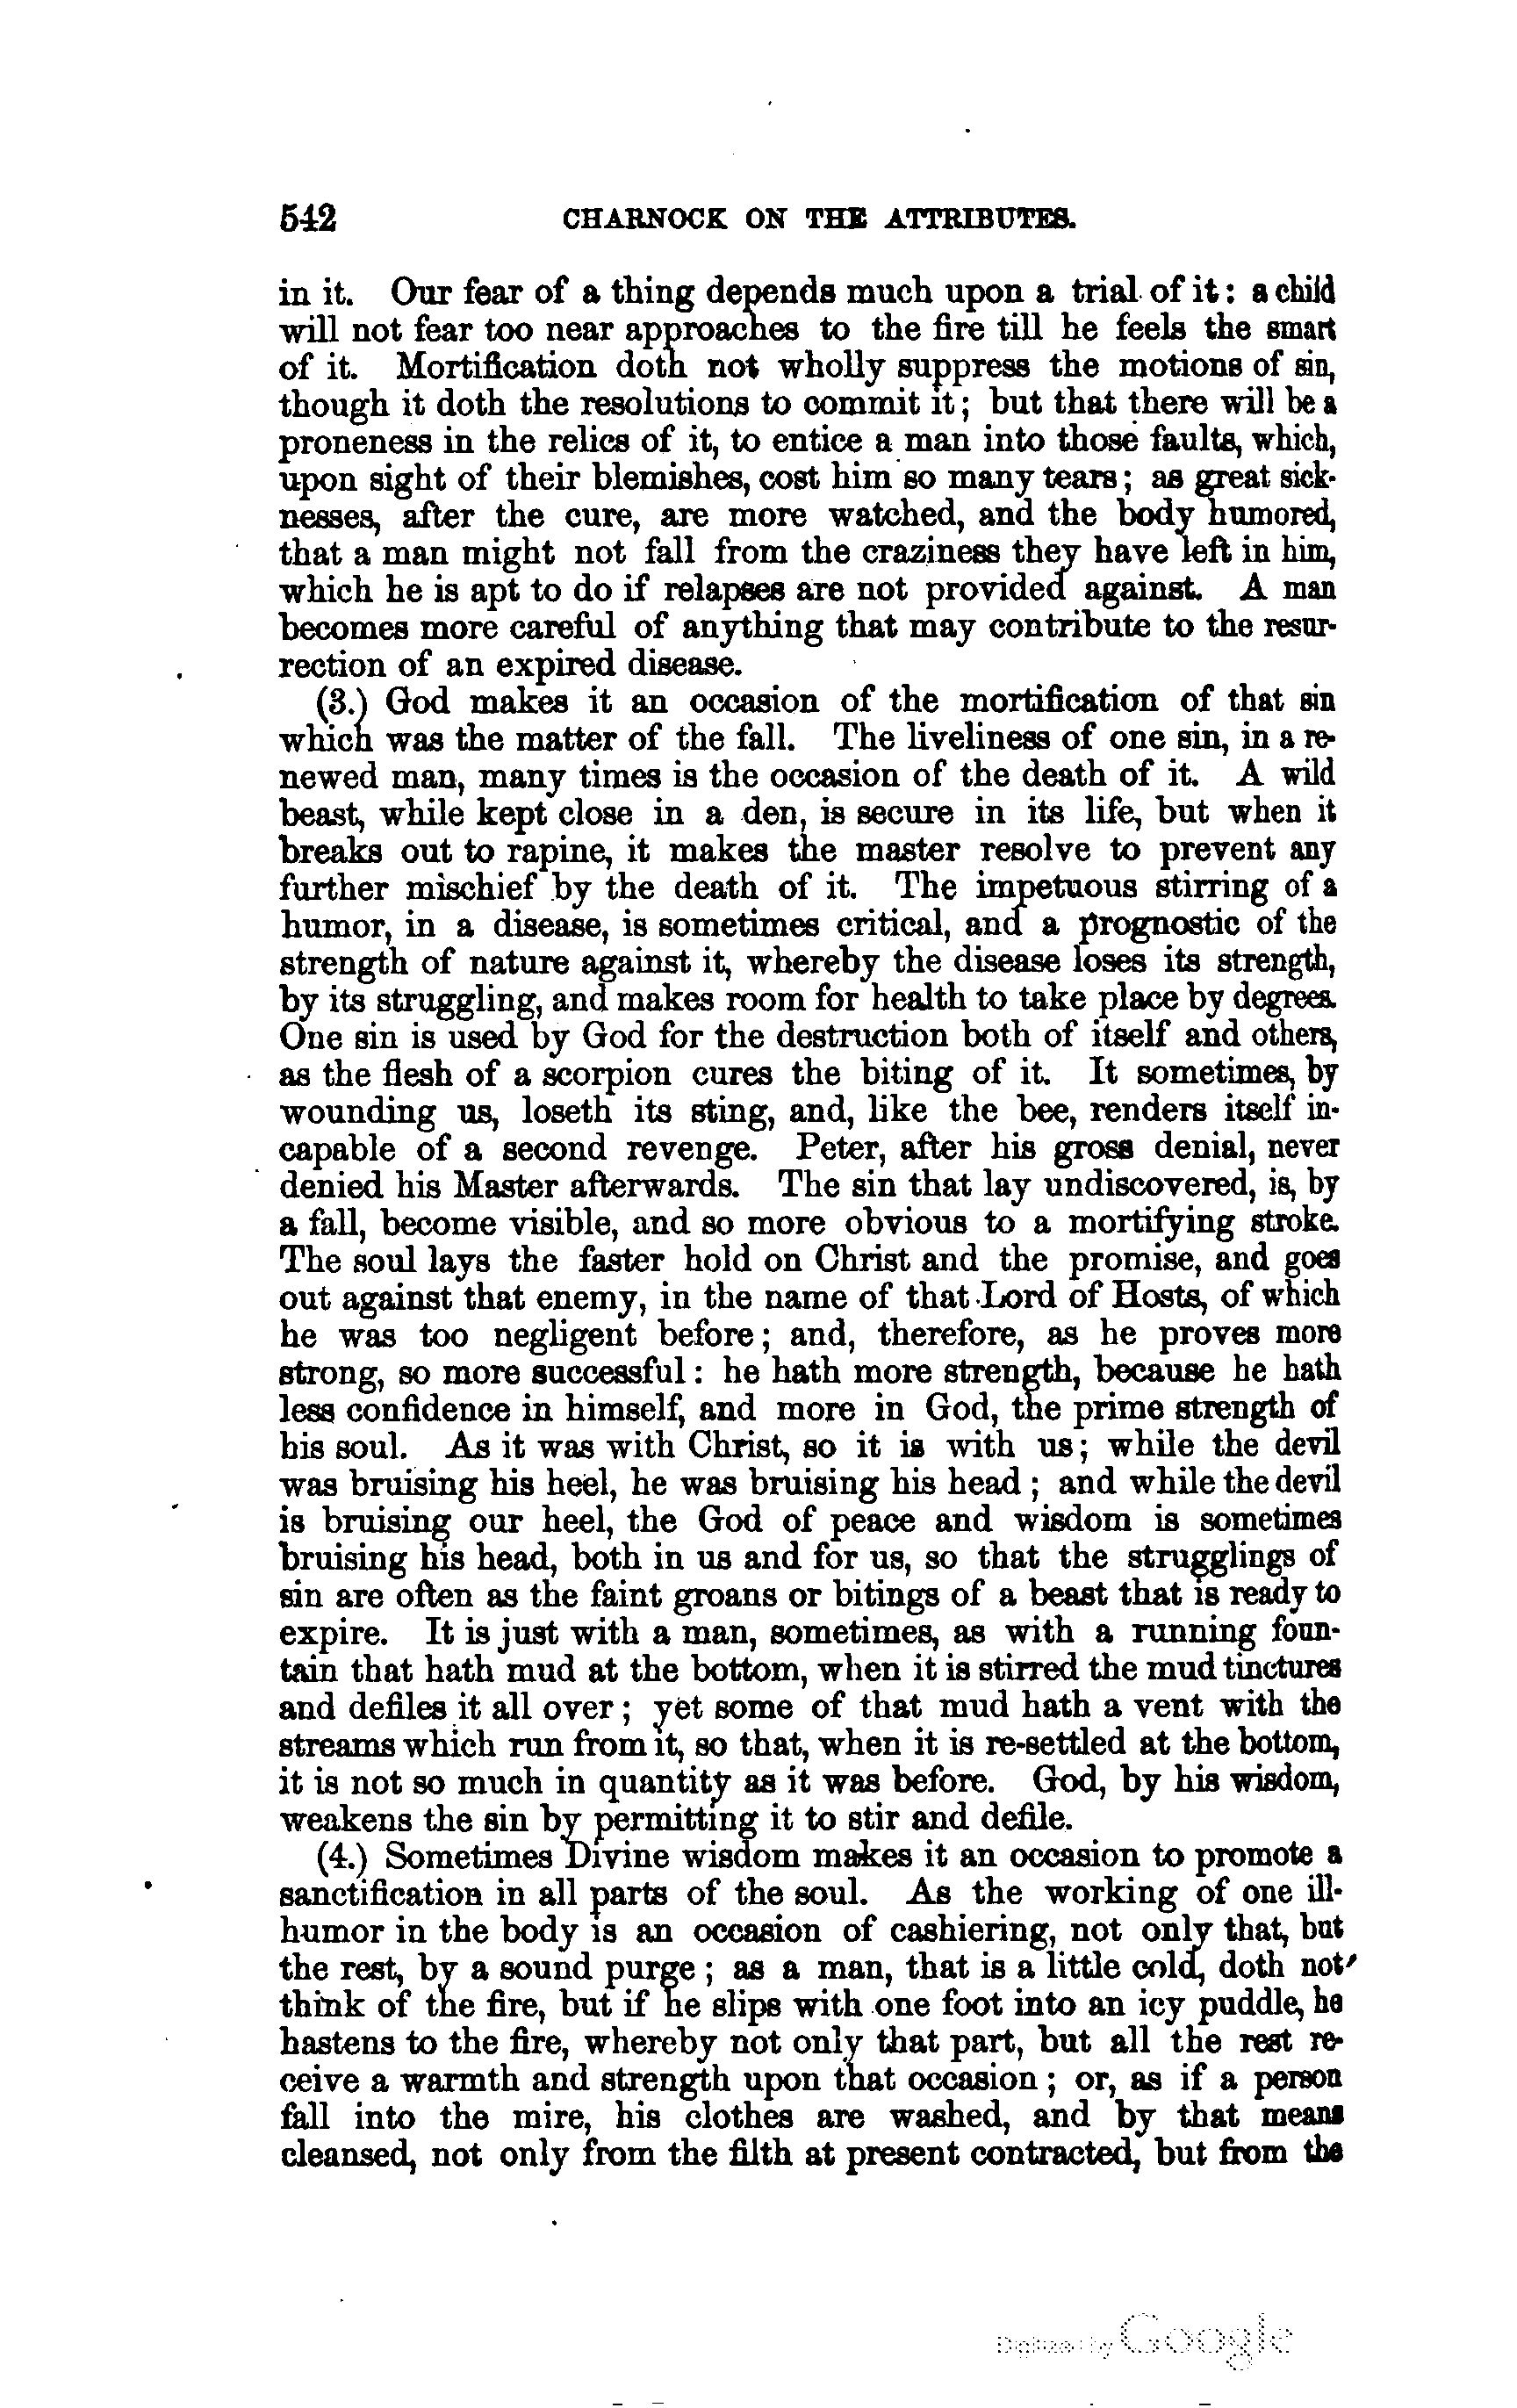 542 CHARNOCK ON THE ATTRIBUTES.
in it. Our fear of a thing depends much upon a trial of it: a child
will not fear too near approaches to the fire till he feels the smart
of it. Mortification doth not wholly suppress the motions of sin,
though it doth the resolutions to commit it; but that there will be a
proneness in the relics of it, to entice a man into those faults, which,
upon sight of their blemishes, cost him so many tears; as great sick-
nesses, after the cure, are more watched, and the body humored,
that a man might not fall from the craziness they have left in him,
which he is apt to do if relapses are not provided against. A man
becomes more careful of anything that may contribute to the resur-
rection of an expired disease.
(3.) God makes it an occasion of the mortification of that sin
which was the matter of the fall. The liveliness of one sin, in a re-
newed man, many times is the occasion of the death of it. A wild
beast, while kept close in a den, is secure in its life, but when it
breaks out to rapine, it makes the master resolve to prevent any
further mischief by the death of it. The impetuous stirring of a
humor, in a disease, is sometimes critical, and a prognostic of the
strength of nature against it, whereby the disease loses its strength,
by its struggling, and makes room for health to take place by degrees.
One sin is used by God for the destruction both of itself and others,
as the flesh of a scorpion cures the biting of it. It sometimes, by
wounding us, loseth its sting, and, like the bee, renders itself in-
capable of a second revenge. Peter, after his gross denial, never
denied his Master afterwards. The sin that lay undiscovered, is, by
a fall, become visible, and so more obvious to a mortifying stroke.
The soul lays the faster hold on Christ and the promise, and goes
out against that enemy, in the name of that Lord of Hosts, of which
he was too negligent before; and, therefore, as he proves more
strong, so more successful: he hath more strength, because he hath
less confidence in himself, and more in God, the prime strength of
his soul. As it was with Christ, so it is with us; while the devil
was bruising his heel, he was bruising his head; and while the devil
is bruising our heel, the God of peace and wisdom is sometimes
bruising his head, both in us and for us, so that the strugglings of
sin are often as the faint groans or bitings of a beast that is ready to
expire. It is just with a man, sometimes, as with a running foun-
tain that hath mud at the bottom, when it is stirred the mud tinctures
and defiles it all over; yet some of that mud hath a vent with the
streams which run from it, so that, when it is re-settled at the bottom,
it is not so much in quantity as it was before. God, by his wisdom,
weakens the sin by permitting it to stir and defile.
(4.) Sometimes Divine wisdom makes it an occasion to promote a
sanctification in all parts of the soul. As the working of one ill-
humor in the body is an occasion of cashiering, not only that, but
the rest, by a sound purge; as a man, that is a little cold, doth not
think of the fire, but if he slips with one foot into an icy puddle, he
hastens to the fire, whereby not only that part, but all the rest re-
ceive a warmth and strength upon that occasion; or, as if a person
fall into the mire, his clothes are washed, and by that means
cleansed, not only from the filth at present contracted, but from the
Digitized by Google